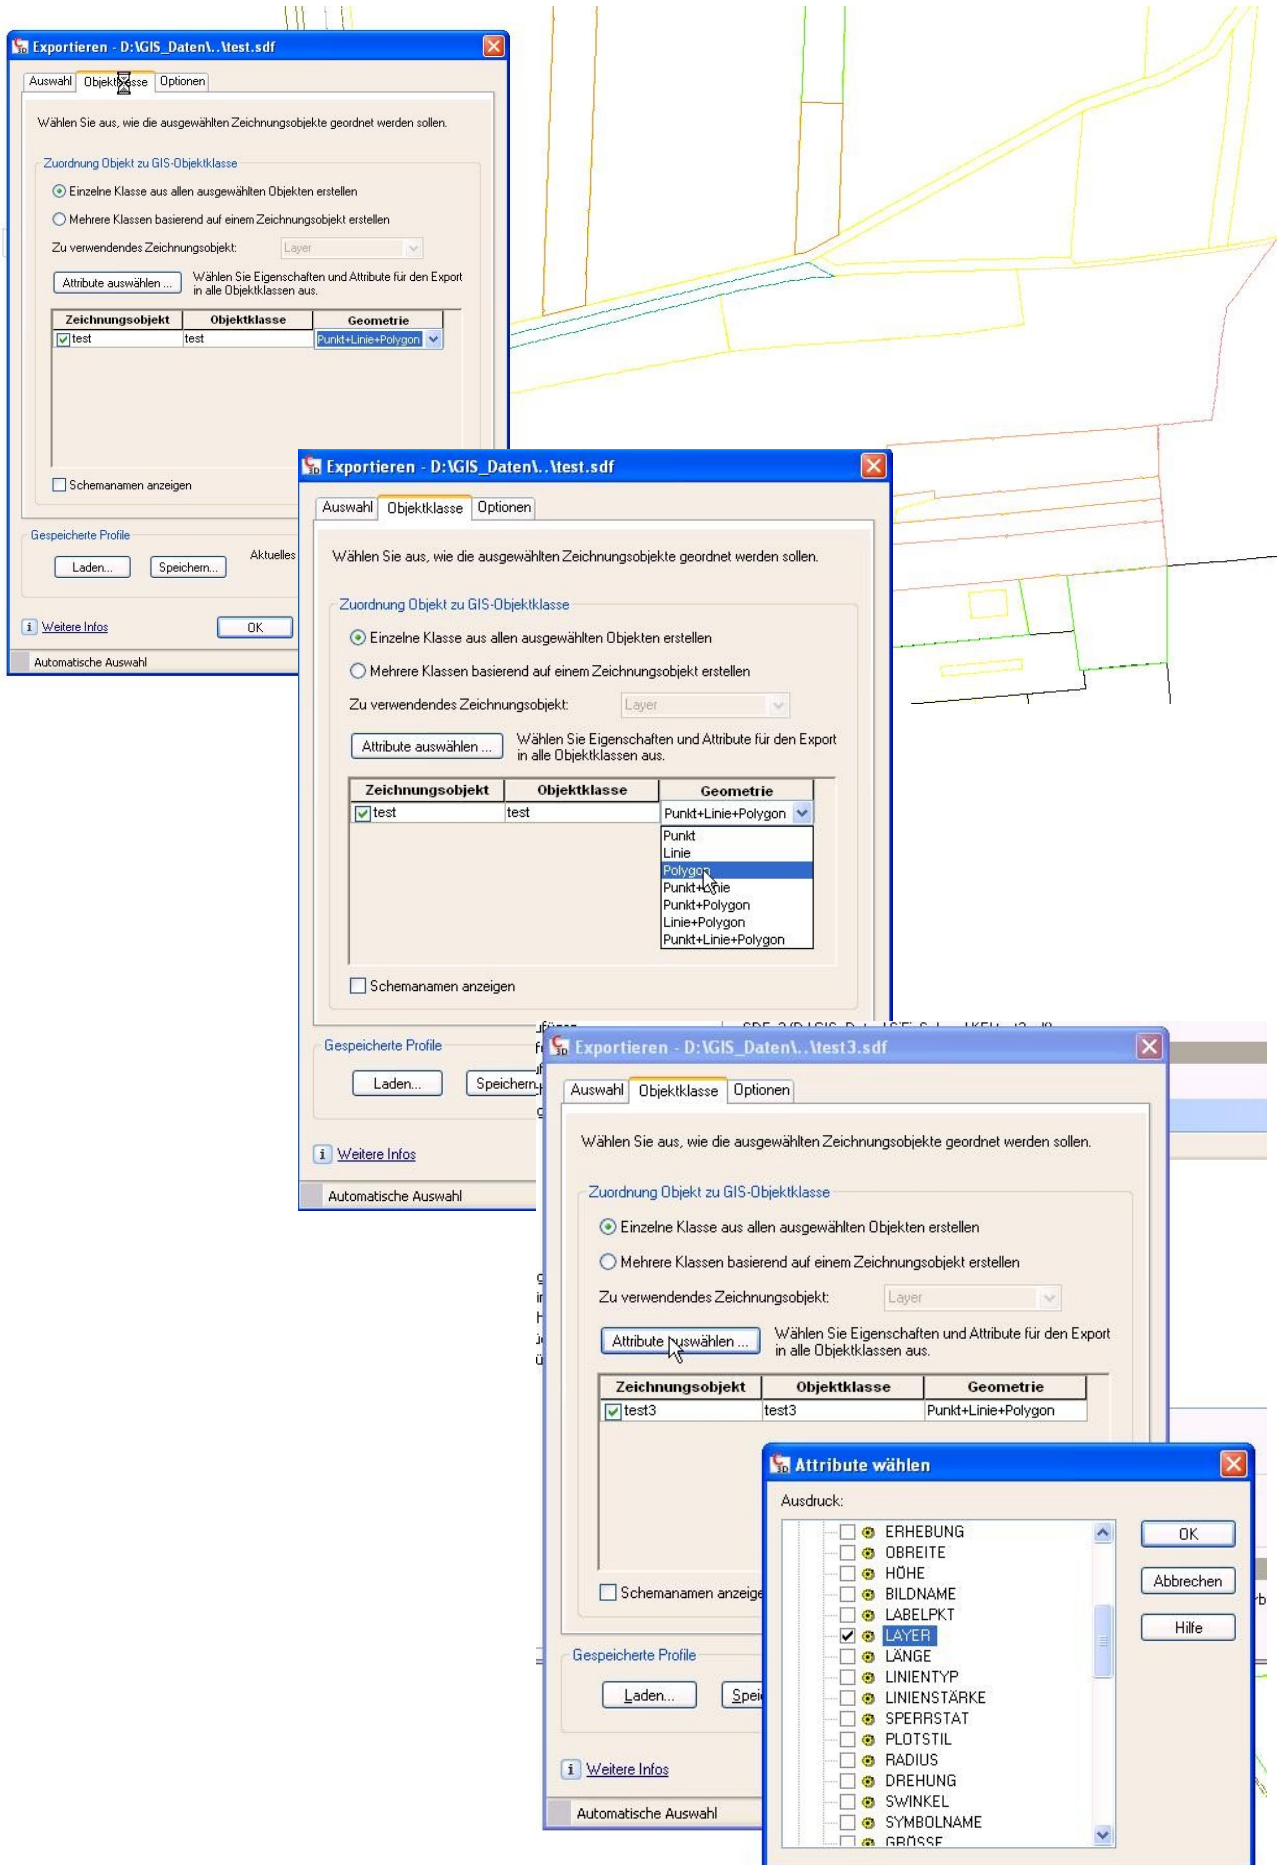 Exportieren - D:\GIS_Daten\..\test.sdf
Auswahl Objektklasse Optionen
Wählen Sie aus, wie die ausgewählten Zeichnungsobjekte geordnet werden sollen.
Zuordnung Objekt zu GIS-Objektklasse
Einzelne Klasse aus allen ausgewählten Objekten erstellen
Mehrere Klassen basierend auf einem Zeichnungsobjekt erstellen
Zu verwendendes Zeichnungsobjekt: Layer
Attribute auswählen ... Wählen Sie Eigenschaften und Attribute für den Export
in alle Objektklassen aus.
Zeichnungsobjekt Objektklasse Geometrie
test test Punkt+Linie+Polygon
Schemanamen anzeigen
Gespeicherte Profile
Laden... Speichern... Aktuelles
i Weitere Infos OK
Automatische Auswahl
Exportieren - D:\GIS_Daten\..\test.sdf
Auswahl Objektklasse Optionen
Wählen Sie aus, wie die ausgewählten Zeichnungsobjekte geordnet werden sollen.
Zuordnung Objekt zu GIS-Objektklasse
Einzelne Klasse aus allen ausgewählten Objekten erstellen
Mehrere Klassen basierend auf einem Zeichnungsobjekt erstellen
Zu verwendendes Zeichnungsobjekt: Layer
Attribute auswählen ... Wählen Sie Eigenschaften und Attribute für den Export
in alle Objektklassen aus.
Zeichnungsobjekt Objektklasse Geometrie
test test Punkt+Linie+Polygon
Punkt
Linie
Polygon
Punkt+Linie
Punkt+Polygon
Linie+Polygon
Punkt+Linie+Polygon
Schemanamen anzeigen
Gespeicherte Profile
Laden... Speichern
i Weitere Infos
Automatische Auswahl
Exportieren - D:\GIS_Daten\..\test3.sdf
Auswahl Objektklasse Optionen
Wählen Sie aus, wie die ausgewählten Zeichnungsobjekte geordnet werden sollen.
Zuordnung Objekt zu GIS-Objektklasse
Einzelne Klasse aus allen ausgewählten Objekten erstellen
Mehrere Klassen basierend auf einem Zeichnungsobjekt erstellen
Zu verwendendes Zeichnungsobjekt: Layer
Attribute auswählen ... Wählen Sie Eigenschaften und Attribute für den Export
in alle Objektklassen aus.
Zeichnungsobjekt Objektklasse Geometrie
test3 test3 Punkt+Linie+Polygon
Schemanamen anzeige
Gespeicherte Profile
Laden... Spei
i Weitere Infos
Automatische Auswahl
Attribute wählen
Ausdruck:
ERHEBUNG
OBREITE
HÖHE
BILDNAME
LABELPKT
LAYER
LÄNGE
LINIENTYP
LINIENSTÄRKE
SPERRSTAT
PLOTSTIL
RADIUS
DREHUNG
SWINKEL
SYMBOLNAME
GRÖSSE
OK
Abbrechen
Hilfe